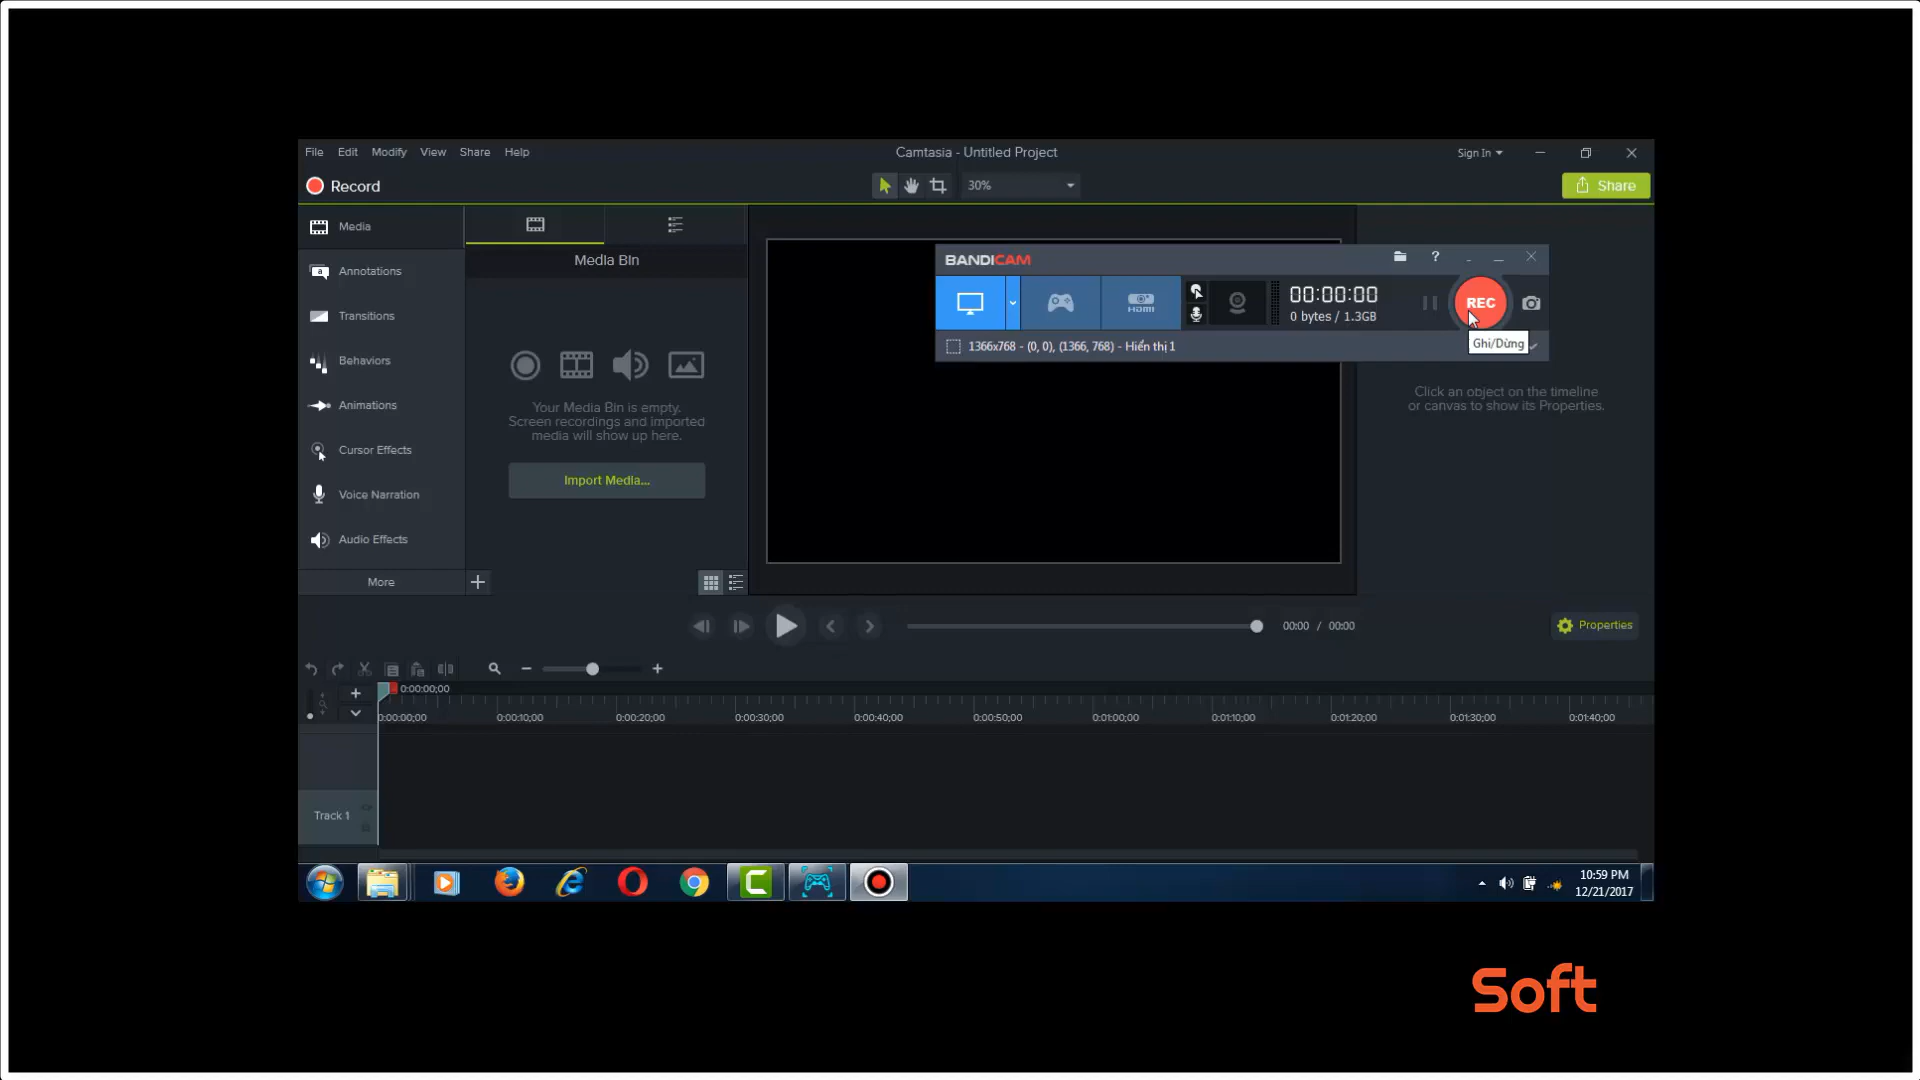 File Edit Modify View Share Help
Camtasia - Untitled Project
Sign In
Record
30%
Share
Media
Annotations
Transitions
Behaviors
Animations
Cursor Effects
Voice Narration
Audio Effects
More
Media Bin
Your Media Bin is empty.
Screen recordings and imported
media will show up here.
Import Media...
BANDICAM
?
HDMI
00:00:00
0 bytes / 1.3GB
REC
1366x768 - (0, 0), (1366, 768) - Hiển thị 1
Ghi/Dừng
Click an object on the timeline
or canvas to show its Properties.
00:00 / 00:00
Properties
0:00:00;00
0:00:00;00 0:00:10;00 0:00:20;00 0:00:30;00 0:00:40;00 0:00:50;00 0:01:00;00 0:01:10;00 0:01:20;00 0:01:30;00 0:01:40;00
Track 1
10:59 PM
12/21/2017
Soft